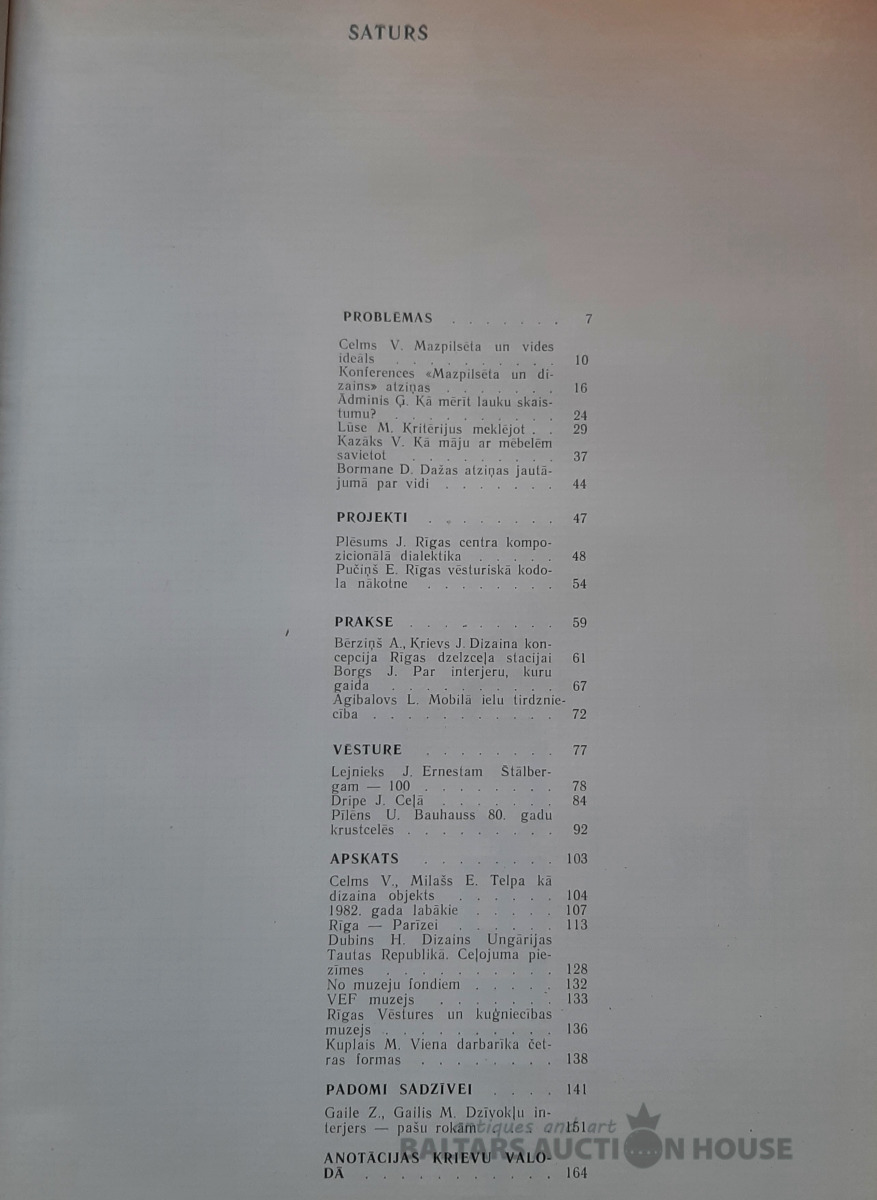 SATURS
PROBLĒMAS . . . . . . . 7
Celms V. Mazpilsēta un vides
ideāls . . . . . . . . . . 10
Konferences «Mazpilsēta un di-
zains» atziņas . . . . . . . 16
Adminis Ģ. Kā mērīt lauku skais-
tumu? . . . . . . . . . . 24
Lūse M. Kritērijus meklējot . . 29
Kazāks V. Kā māju ar mēbelēm
savietot . . . . . . . . . 37
Bormane D. Dažas atziņas jautā-
jumā par vidi . . . . . . . 44
PROJEKTI . . . . . . . . 47
Plēsums J. Rīgas centra kompo-
zicionālā dialektika . . . . . 48
Pučiņš E. Rīgas vēsturiskā kodo-
la nākotne . . . . . . . . 54
PRAKSE . . . . . . . . . 59
Bērziņš A., Krievs J. Dizaina kon-
cepcija Rīgas dzelzceļa stacijai 61
Borgs J. Par interjeru, kuru
gaida . . . . . . . . . . 67
Agibalovs L. Mobilā ielu tirdznie-
cība . . . . . . . . . . . 72
VĒSTURE . . . . . . . . 77
Lejnieks J. Ernestam Štālber-
gam — 100 . . . . . . . . 78
Dripe J. Ceļā . . . . . . . 84
Pīlēns U. Bauhauss 80. gadu
krustcelēs . . . . . . . . . 92
APSKATS . . . . . . . . 103
Celms V., Milašs E. Telpa kā
dizaina objekts . . . . . . 104
1982. gada labākie . . . . . 107
Rīga — Parīzei . . . . . . 113
Dubins H. Dizains Ungārijas
Tautas Republikā. Ceļojuma pie-
zīmes . . . . . . . . . . 128
No muzeju fondiem . . . . . 132
VEF muzejs . . . . . . . 133
Rīgas Vēstures un kuģniecības
muzejs . . . . . . . . . . 136
Kuplais M. Viena darbarīka čet-
ras formas . . . . . . . . 138
PADOMI SADZĪVEI . . . . 141
Gaile Z., Gailis M. Dzīvokļu in-
terjers — pašu rokām . . . . 151
antiques and art
BALTARS AUCTION HOUSE
ANOTĀCIJAS KRIEVU VALO-
DĀ . . . . . . . . . . . 164